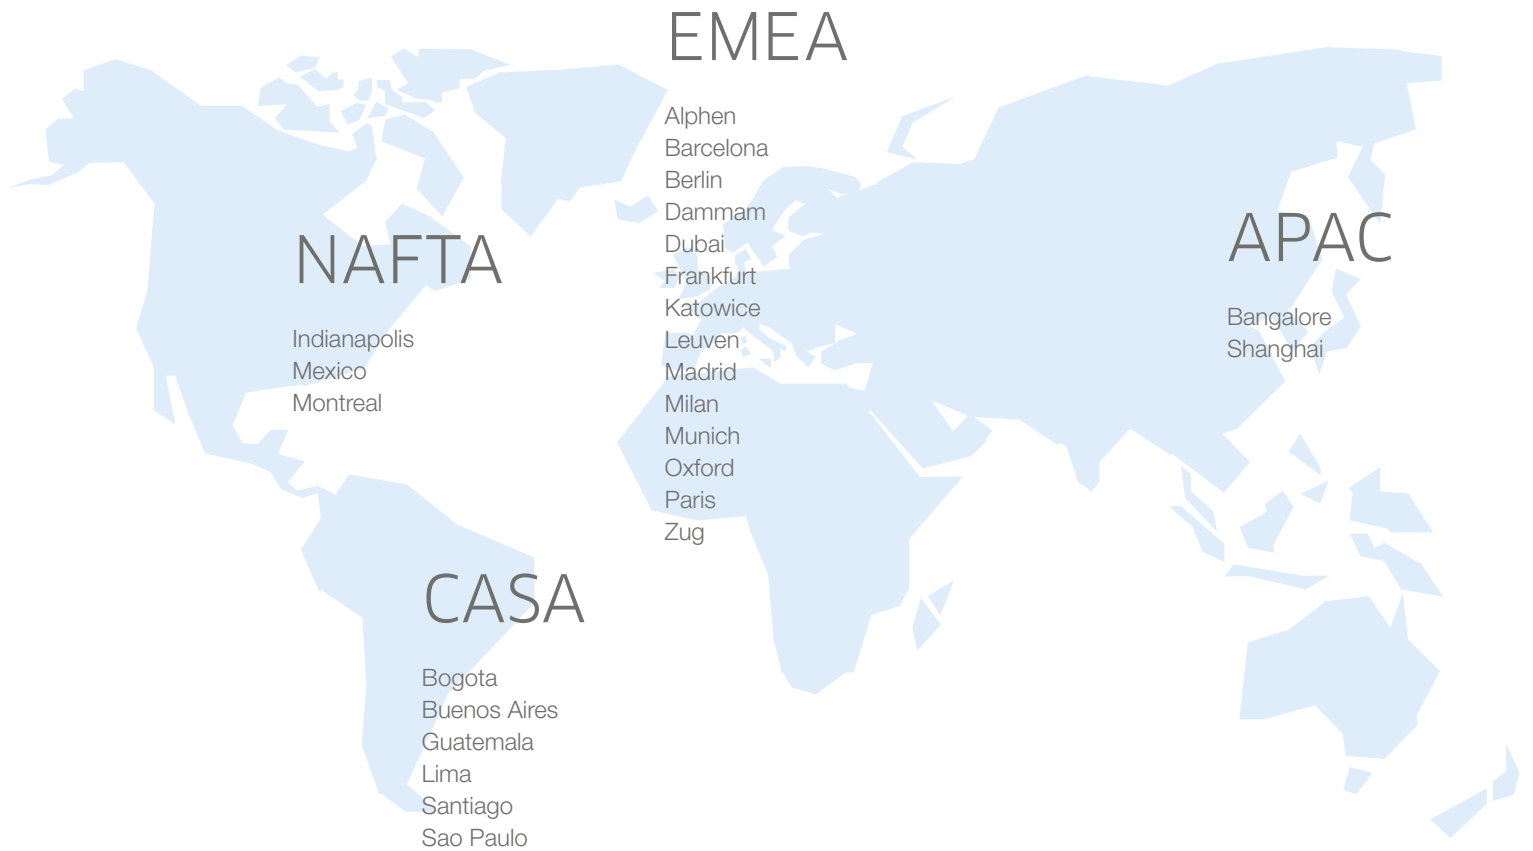 EMEA
Alphen
Barcelona
Berlin
Dammam
Dubai
Frankfurt
Katowice
Leuven
Madrid
Milan
Munich
Oxford
Paris
Zug
NAFTA
Indianapolis
Mexico
Montreal
APAC
Bangalore
Shanghai
CASA
Bogota
Buenos Aires
Guatemala
Lima
Santiago
Sao Paulo